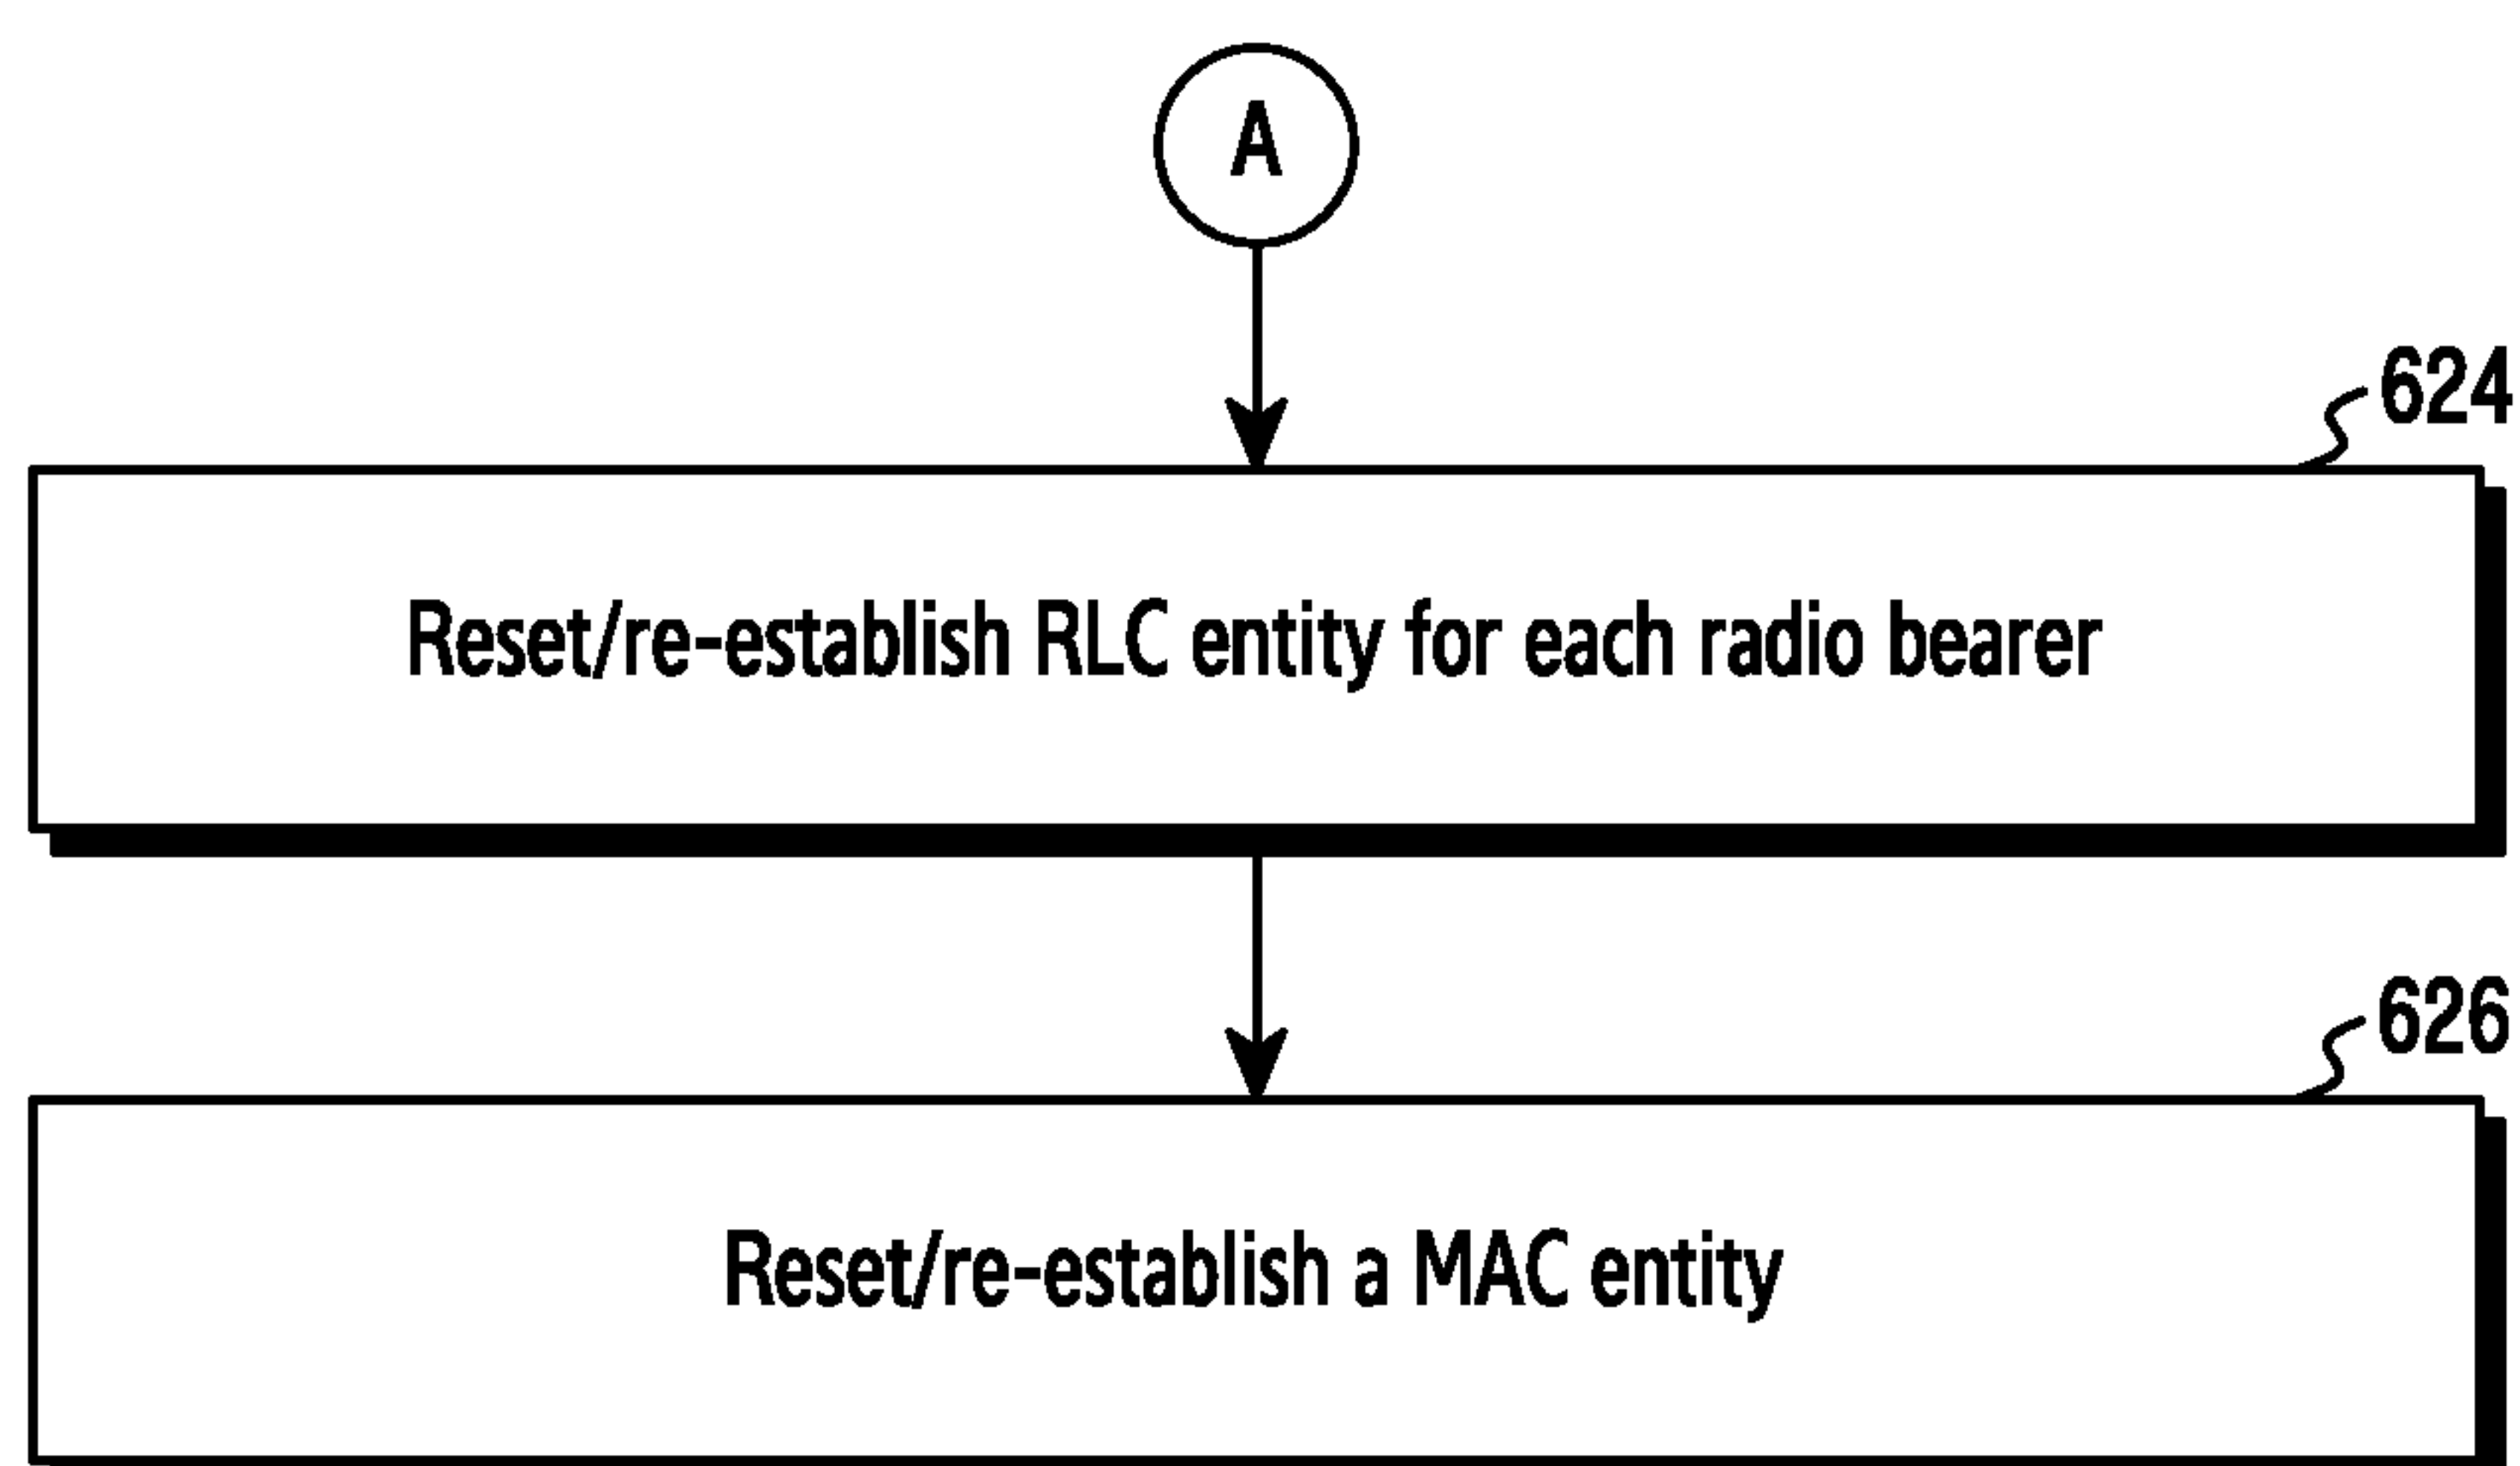 A
624
Reset/re-establish RLC entity for each radio bearer
626
Reset/re-establish a MAC entity